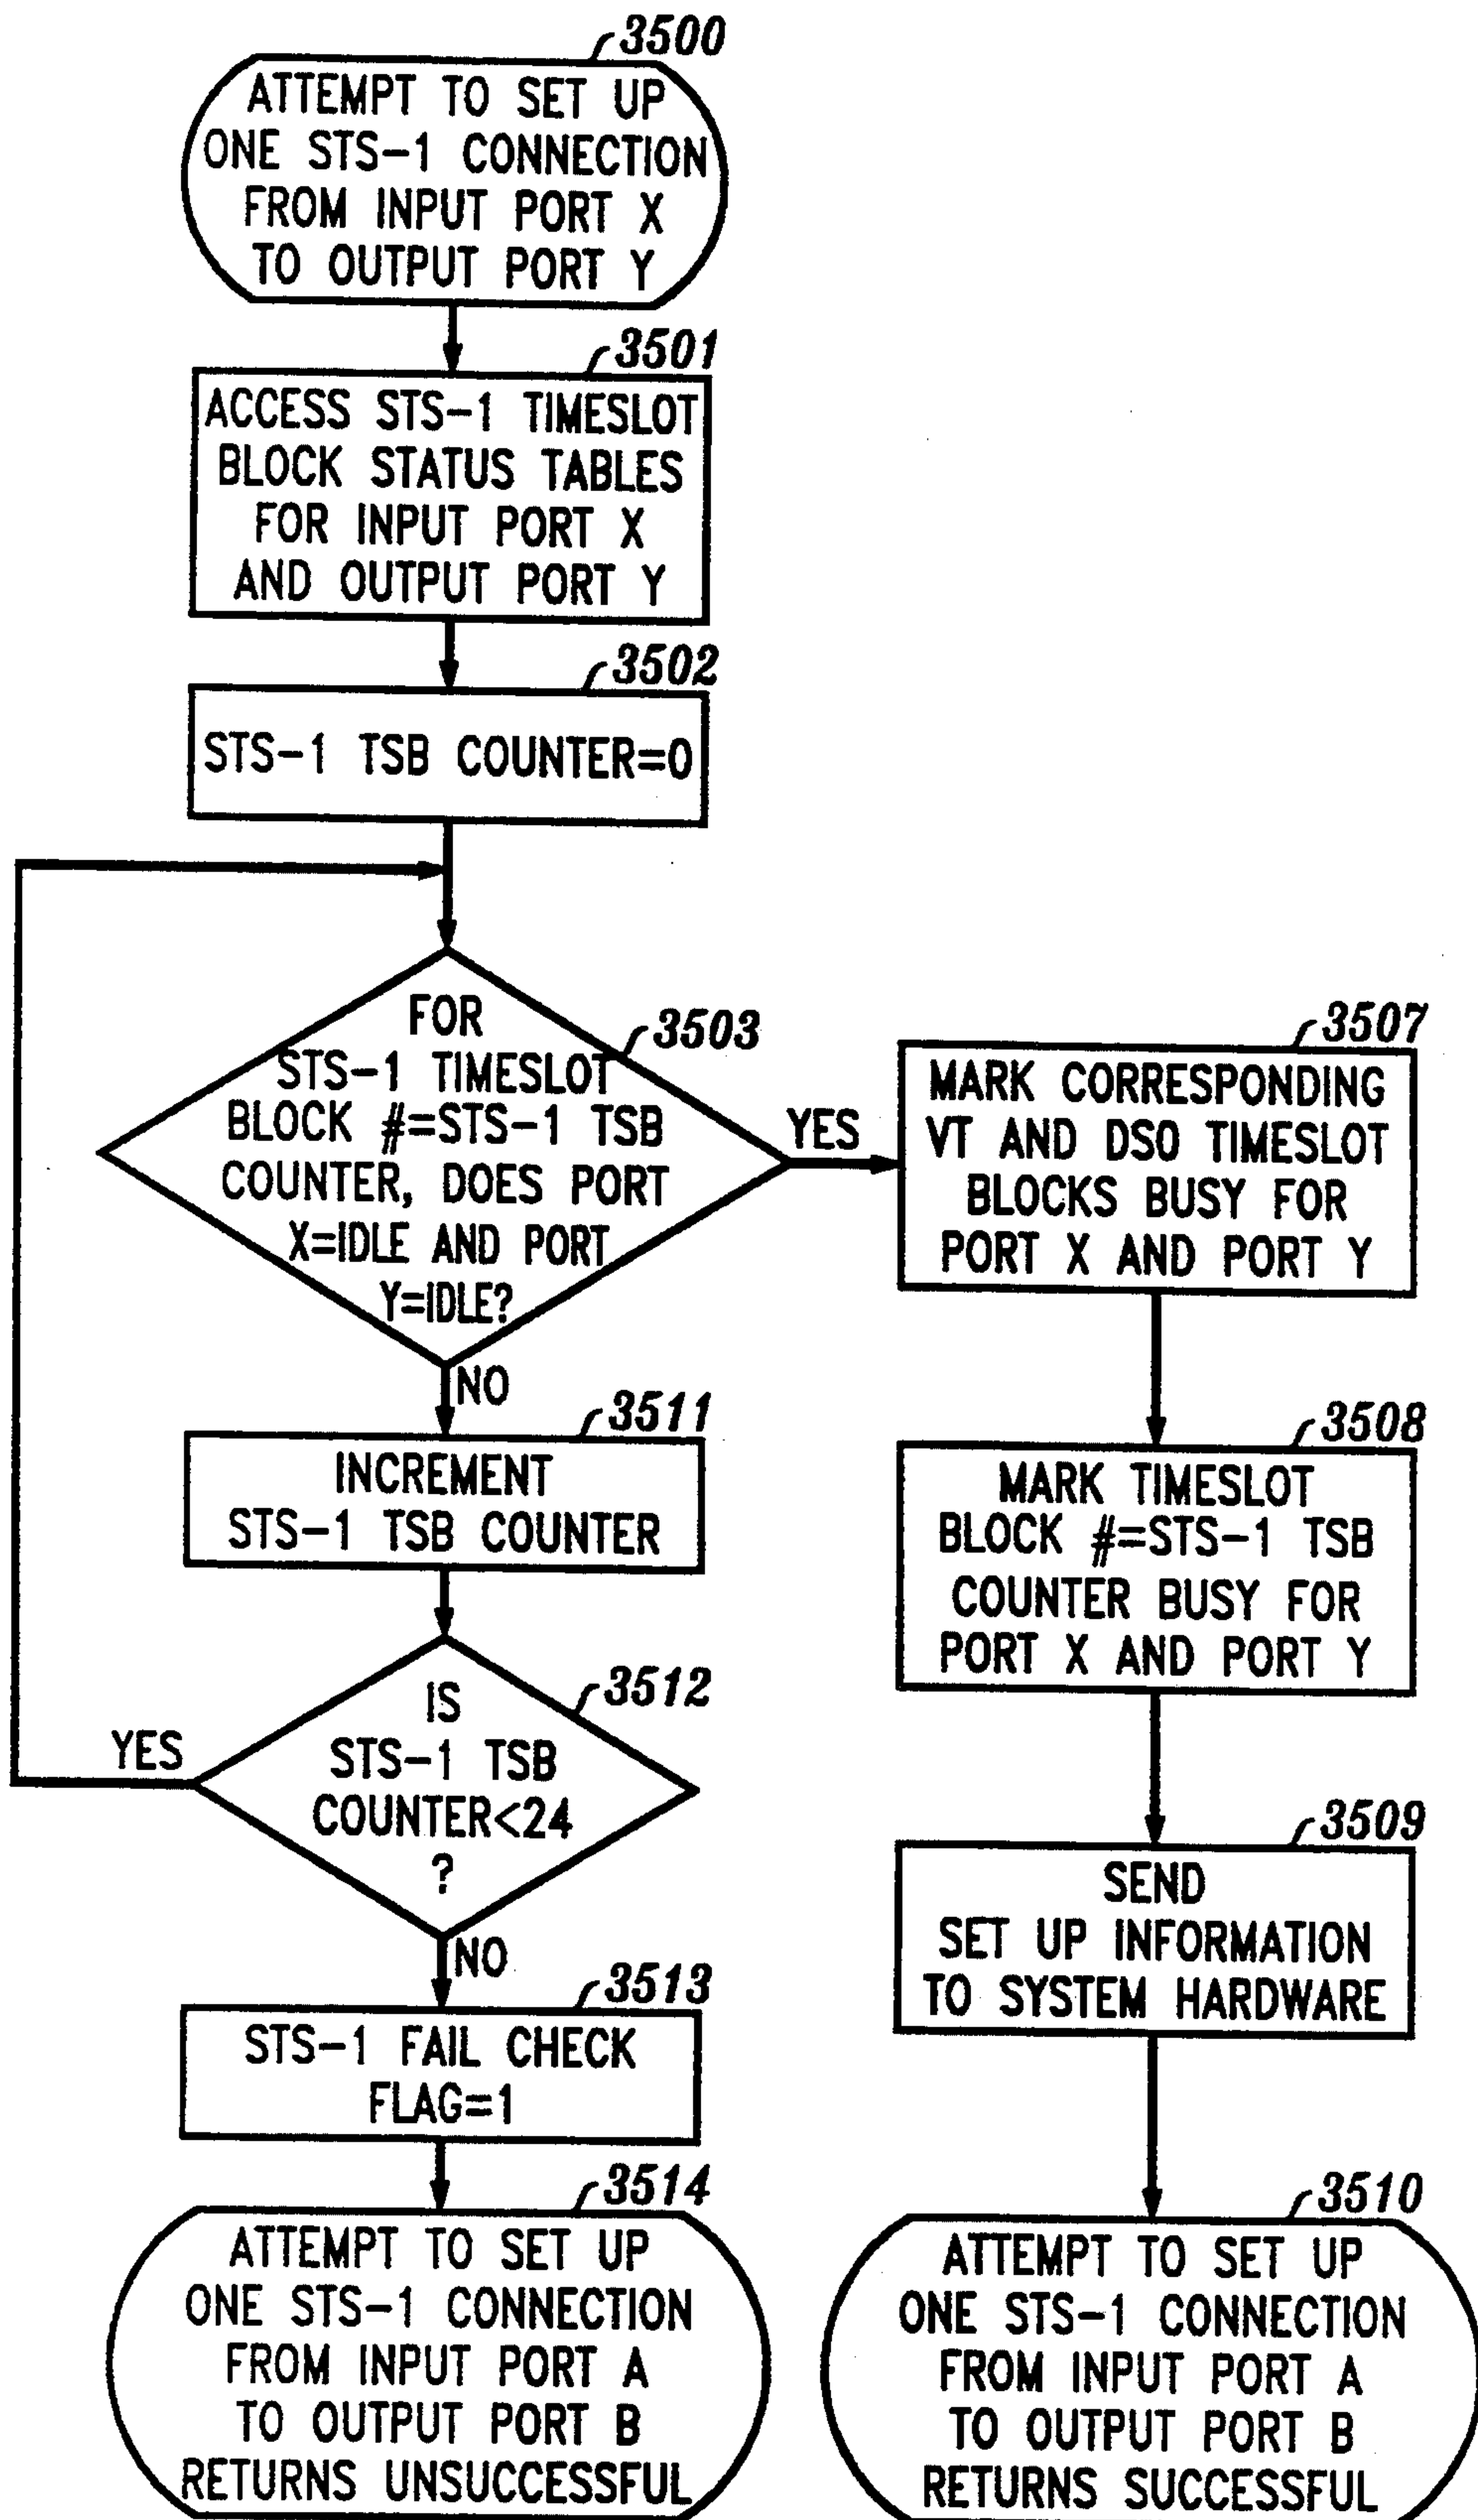 3500
ATTEMPT TO SET UP
ONE STS-1 CONNECTION
FROM INPUT PORT X
TO OUTPUT PORT Y
3501
ACCESS STS-1 TIMESLOT
BLOCK STATUS TABLES
FOR INPUT PORT X
AND OUTPUT PORT Y
3502
STS-1 TSB COUNTER=0
3503
FOR
STS-1 TIMESLOT
BLOCK #=STS-1 TSB
COUNTER, DOES PORT
X=IDLE AND PORT
Y=IDLE?
YES
3507
MARK CORRESPONDING
VT AND DS0 TIMESLOT
BLOCKS BUSY FOR
PORT X AND PORT Y
NO
3511
INCREMENT
STS-1 TSB COUNTER
3508
MARK TIMESLOT
BLOCK #=STS-1 TSB
COUNTER BUSY FOR
PORT X AND PORT Y
3512
IS
STS-1 TSB
COUNTER<24
?
YES
NO
3509
SEND
SET UP INFORMATION
TO SYSTEM HARDWARE
3513
STS-1 FAIL CHECK
FLAG=1
3514
ATTEMPT TO SET UP
ONE STS-1 CONNECTION
FROM INPUT PORT A
TO OUTPUT PORT B
RETURNS UNSUCCESSFUL
3510
ATTEMPT TO SET UP
ONE STS-1 CONNECTION
FROM INPUT PORT A
TO OUTPUT PORT B
RETURNS SUCCESSFUL